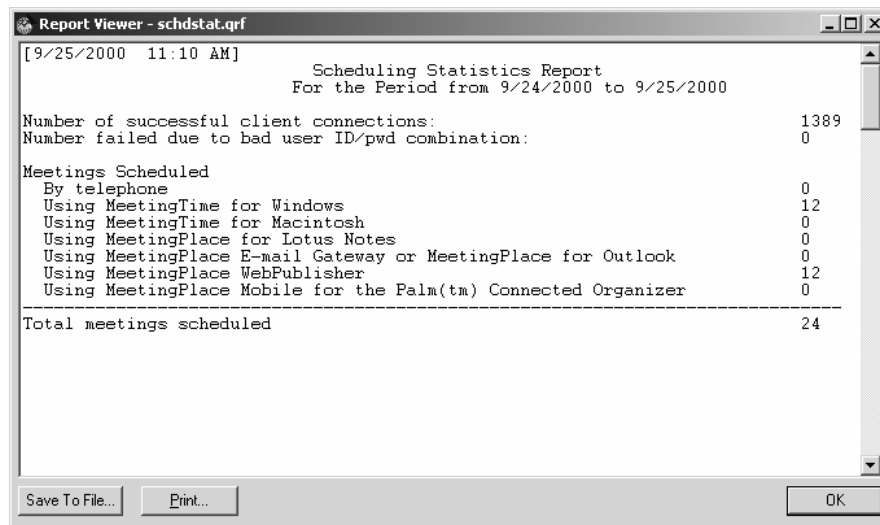 Report Viewer - schdstat.qrf
[9/25/2000 11:10 AM]
Scheduling Statistics Report
For the Period from 9/24/2000 to 9/25/2000
Number of successful client connections: 1389
Number failed due to bad user ID/pwd combination: 0
Meetings Scheduled
By telephone 0
Using MeetingTime for Windows 12
Using MeetingTime for Macintosh 0
Using MeetingPlace for Lotus Notes 0
Using MeetingPlace E-mail Gateway or MeetingPlace for Outlook 0
Using MeetingPlace WebPublisher 12
Using MeetingPlace Mobile for the Palm(tm) Connected Organizer 0
Total meetings scheduled 24
Save To File... Print... OK